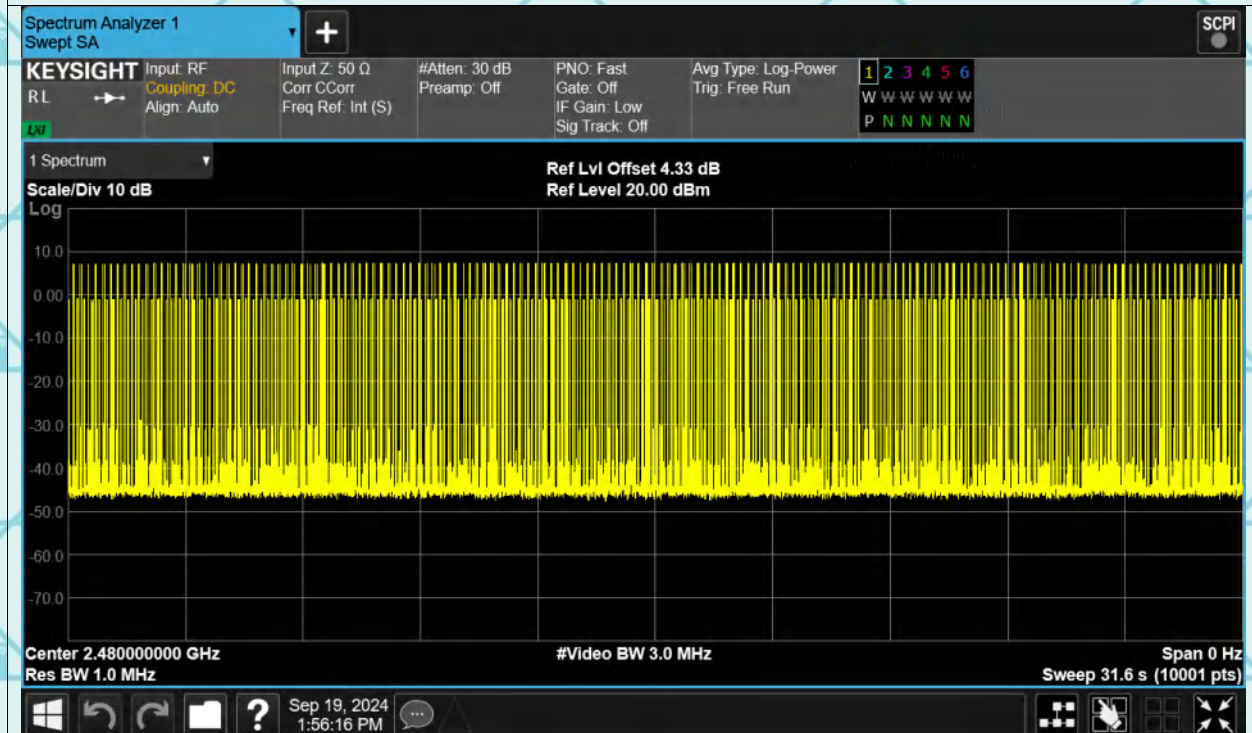 Spectrum Analyzer 1
Swept SA
+
SCPI
KEYSIGHT
RL
LXI
Input: RF
Coupling: DC
Align: Auto
Input Z: 50 Ω
Corr CCorr
Freq Ref: Int (S)
#Atten: 30 dB
Preamp: Off
PNO: Fast
Gate: Off
IF Gain: Low
Sig Track: Off
Avg Type: Log-Power
Trig: Free Run
1 2 3 4 5 6
W W W W W W
P N N N N N
1 Spectrum
Scale/Div 10 dB
Log
Ref Lvl Offset 4.33 dB
Ref Level 20.00 dBm
10.0
0.00
-10.0
-20.0
-30.0
-40.0
-50.0
-60.0
-70.0
Center 2.480000000 GHz
Res BW 1.0 MHz
#Video BW 3.0 MHz
Span 0 Hz
Sweep 31.6 s (10001 pts)
?
Sep 19, 2024
1:56:16 PM